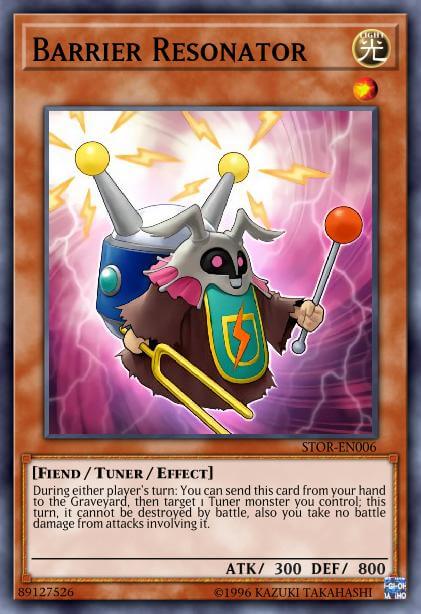 BARRIER RESONATOR
LIGHT
光
STOR-EN006
[FIEND / TUNER / EFFECT]
During either player's turn: You can send this card from your hand
to the Graveyard, then target 1 Tuner monster you control; this
turn, it cannot be destroyed by battle, also you take no battle
damage from attacks involving it.
ATK/ 300 DEF/ 800
89127526
©1996 KAZUKI TAKAHASHI